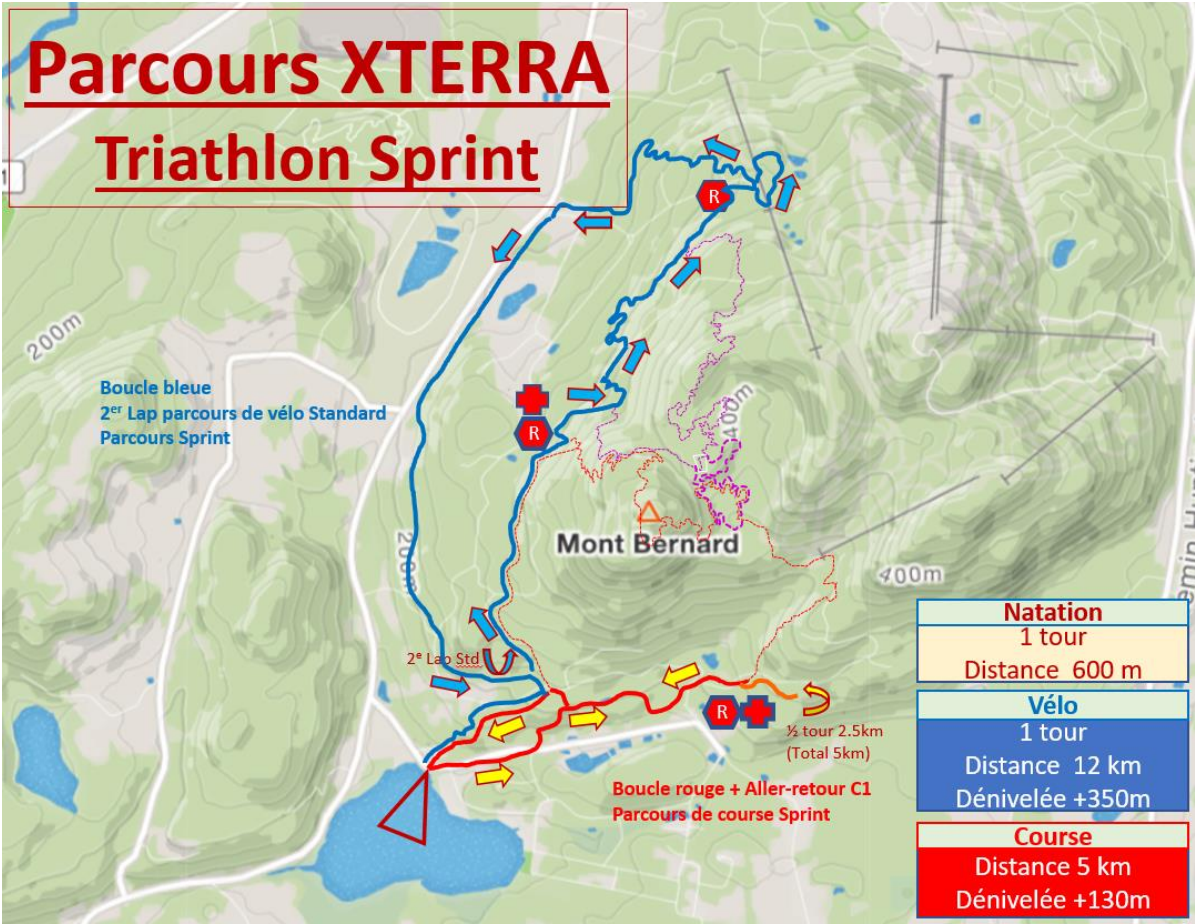 Parcours XTERRA
Triathlon Sprint
1
R
200m
Boucle bleue
2er Lap parcours de vélo Standard
Parcours Sprint
R
400m
Mont Bernard
200m
400m
2e Lap Std
R
½ tour 2.5km
(Total 5km)
Boucle rouge + Aller-retour C1
Parcours de course Sprint
Natation
1 tour
Distance 600 m
Vélo
1 tour
Distance 12 km
Dénivelée +350m
Course
Distance 5 km
Dénivelée +130m